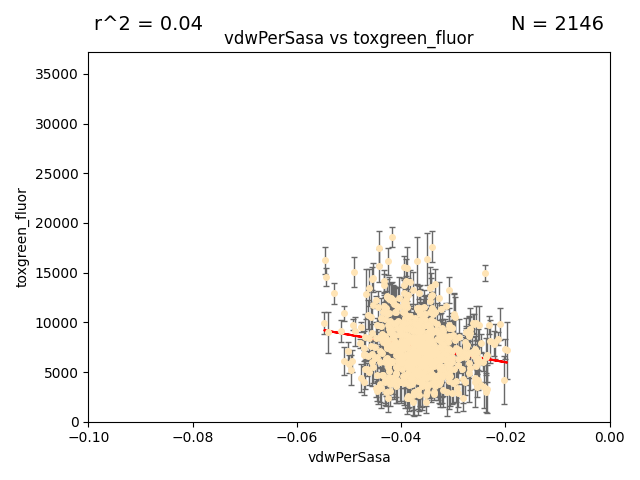 r^2 = 0.04
N = 2146
vdwPerSasa vs toxgreen_fluor
toxgreen_fluor
35000
30000
25000
20000
15000
10000
5000
0
−0.10
−0.08
−0.06
−0.04
−0.02
0.00
vdwPerSasa